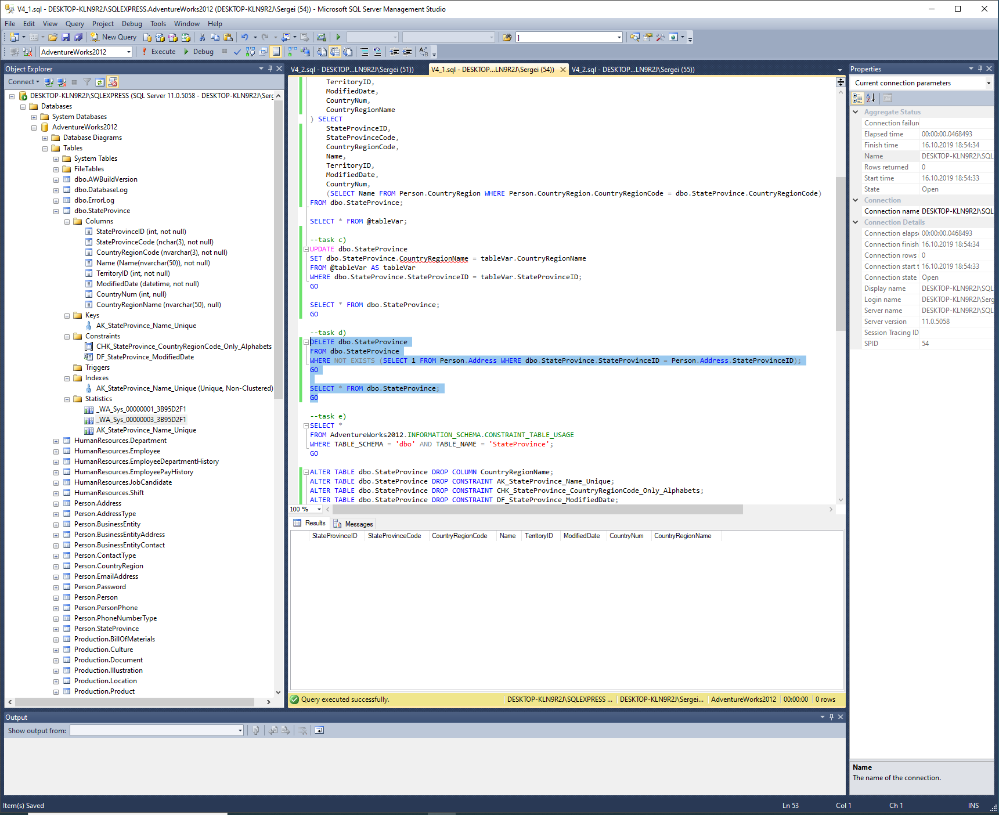 V4_1.sql - DESKTOP-KLN9R2J\SQLEXPRESS.AdventureWorks2012 (DESKTOP-KLN9R2J\Sergei (54)) - Microsoft SQL Server Management Studio
File Edit View Query Project Debug Tools Window Help
New Query ]
AdventureWorks2012 Execute Debug
Object Explorer
Connect
DESKTOP-KLN9R2J\SQLEXPRESS (SQL Server 11.0.5058 - DESKTOP-KLN9R2J\Serg
Databases
System Databases
AdventureWorks2012
Database Diagrams
Tables
System Tables
FileTables
dbo.AWBuildVersion
dbo.DatabaseLog
dbo.ErrorLog
dbo.StateProvince
Columns
StateProvinceID (int, not null)
StateProvinceCode (nchar(3), not null)
CountryRegionCode (nvarchar(3), not null)
Name (Name(nvarchar(50)), not null)
TerritoryID (int, not null)
ModifiedDate (datetime, not null)
CountryNum (int, null)
CountryRegionName (nvarchar(50), null)
Keys
AK_StateProvince_Name_Unique
Constraints
CHK_StateProvince_CountryRegionCode_Only_Alphabets
DF_StateProvince_ModifiedDate
Triggers
Indexes
AK_StateProvince_Name_Unique (Unique, Non-Clustered)
Statistics
_WA_Sys_00000001_3B95D2F1
_WA_Sys_00000003_3B95D2F1
AK_StateProvince_Name_Unique
HumanResources.Department
HumanResources.Employee
HumanResources.EmployeeDepartmentHistory
HumanResources.EmployeePayHistory
HumanResources.JobCandidate
HumanResources.Shift
Person.Address
Person.AddressType
Person.BusinessEntity
Person.BusinessEntityAddress
Person.BusinessEntityContact
Person.ContactType
Person.CountryRegion
Person.EmailAddress
Person.Password
Person.Person
Person.PersonPhone
Person.PhoneNumberType
Person.StateProvince
Production.BillOfMaterials
Production.Culture
Production.Document
Production.Illustration
Production.Location
Production.Product
V4_2.sql - DESKTOP...LN9R2J\Sergei (51)) V4_1.sql - DESKTOP...LN9R2J\Sergei (54)) V4_2.sql - DESKTOP...LN9R2J\Sergei (55))
TerritoryID,
ModifiedDate,
CountryNum,
CountryRegionName
) SELECT
StateProvinceID,
StateProvinceCode,
CountryRegionCode,
Name,
TerritoryID,
ModifiedDate,
CountryNum,
(SELECT Name FROM Person.CountryRegion WHERE Person.CountryRegion.CountryRegionCode = dbo.StateProvince.CountryRegionCode)
FROM dbo.StateProvince;
SELECT * FROM @tableVar;
--task c)
UPDATE dbo.StateProvince
SET dbo.StateProvince.CountryRegionName = tableVar.CountryRegionName
FROM @tableVar AS tableVar
WHERE dbo.StateProvince.StateProvinceID = tableVar.StateProvinceID;
GO
SELECT * FROM dbo.StateProvince;
GO
--task d)
DELETE dbo.StateProvince
FROM dbo.StateProvince
WHERE NOT EXISTS (SELECT 1 FROM Person.Address WHERE dbo.StateProvince.StateProvinceID = Person.Address.StateProvinceID);
GO
SELECT * FROM dbo.StateProvince;
GO
--task e)
SELECT *
FROM AdventureWorks2012.INFORMATION_SCHEMA.CONSTRAINT_TABLE_USAGE
WHERE TABLE_SCHEMA = 'dbo' AND TABLE_NAME = 'StateProvince';
GO
ALTER TABLE dbo.StateProvince DROP COLUMN CountryRegionName;
ALTER TABLE dbo.StateProvince DROP CONSTRAINT AK_StateProvince_Name_Unique;
ALTER TABLE dbo.StateProvince DROP CONSTRAINT CHK_StateProvince_CountryRegionCode_Only_Alphabets;
ALTER TABLE dbo.StateProvince DROP CONSTRAINT DF_StateProvince_ModifiedDate;
100 %
Results Messages
StateProvinceID StateProvinceCode CountryRegionCode Name TerritoryID ModifiedDate CountryNum CountryRegionName
Query executed successfully. DESKTOP-KLN9R2J\SQLEXPRESS ... DESKTOP-KLN9R2J\Sergei... AdventureWorks2012 00:00:00 0 rows
Properties
Current connection parameters
Aggregate Status
Connection failure
Elapsed time 00:00:00.0468493
Finish time 16.10.2019 18:54:34
Name DESKTOP-KLN9R2J\SQL
Rows returned 0
Start time 16.10.2019 18:54:33
State Open
Connection
Connection name DESKTOP-KLN9R2J\SQL
Connection Details
Connection elaps 00:00:00.0468493
Connection finish 16.10.2019 18:54:34
Connection rows 0
Connection start t 16.10.2019 18:54:33
Connection state Open
Display name DESKTOP-KLN9R2J\SQL
Login name DESKTOP-KLN9R2J\Serg
Server name DESKTOP-KLN9R2J\SQL
Server version 11.0.5058
Session Tracing ID
SPID 54
Name
The name of the connection.
Output
Show output from:
Item(s) Saved Ln 53 Col 1 Ch 1 INS